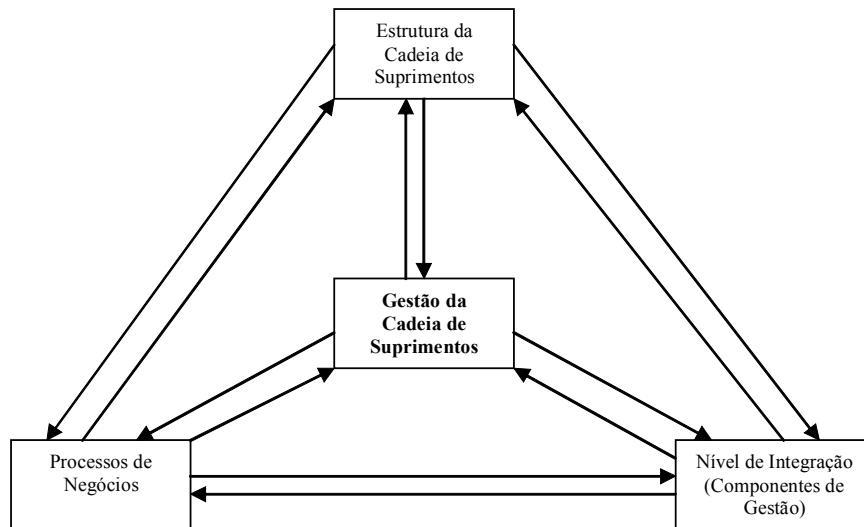 Estrutura da
Cadeia de
Suprimentos
Gestão da
Cadeia de
Suprimentos
Processos de
Negócios
Nível de Integração
(Componentes de
Gestão)